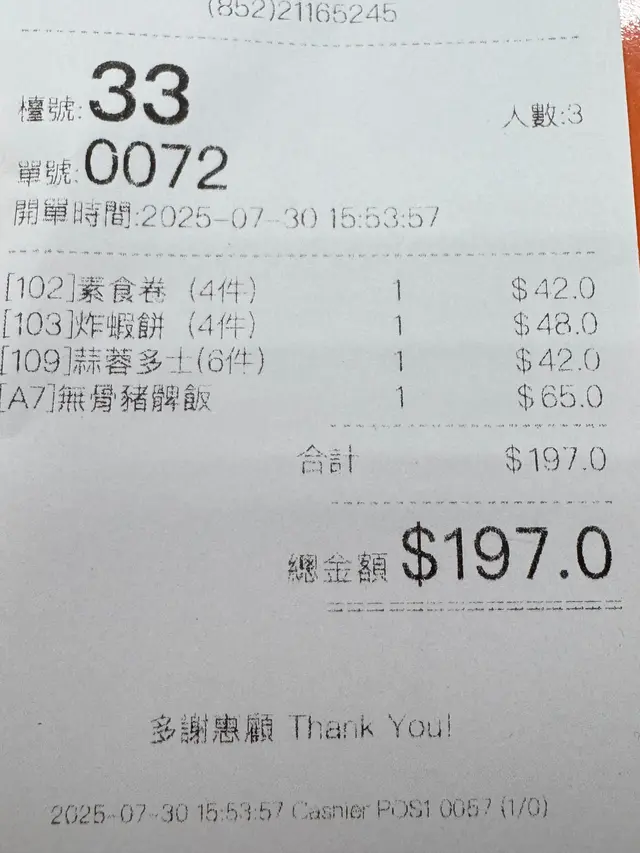 (852)21165245
檯號:33 人數:3
單號:0072
開單時間:2025-07-30 15:53:57
[102]素食卷 (4件) 1 $42.0
[103]炸蝦餅 (4件) 1 $48.0
[109]蒜蓉多士(6件) 1 $42.0
[A7]無骨豬髀飯 1 $65.0
合計 $197.0
總金額 $197.0
多謝惠顧 Thank You!
2025-07-30 15:53:57 Cashier POS1 0057 (1/0)